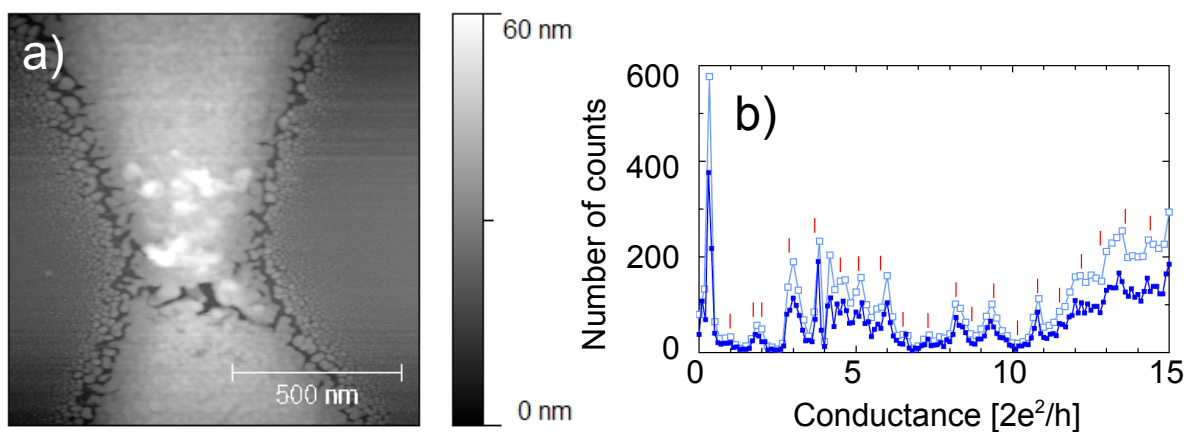 a)
500 nm
60 nm
0 nm
b)
Number of counts
600
400
200
0
0
5
10
15
Conductance [2e²/h]